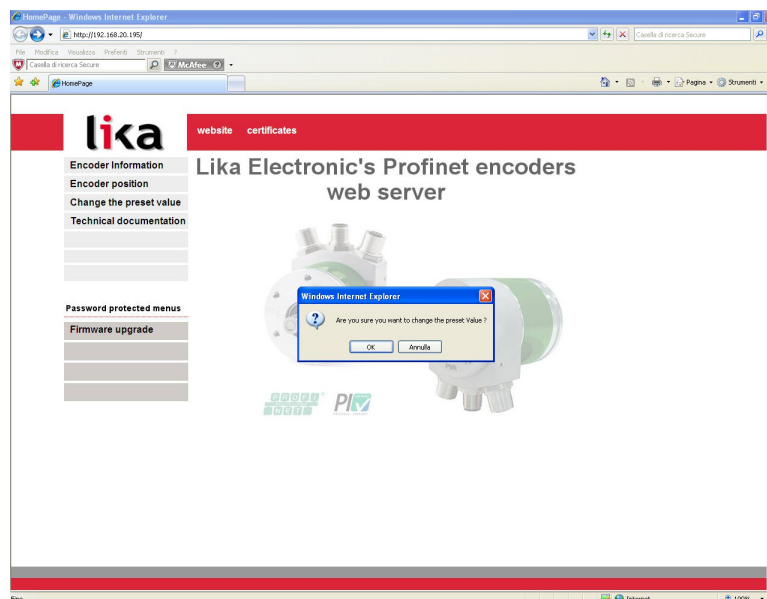 HomePage - Windows Internet Explorer
http://192.168.20.195/
Casella di ricerca Secure
File Modifica Visualizza Preferiti Strumenti ?
Casella di ricerca Secure
McAfee
HomePage
Pagina
Strumenti
lika
website certificates
Encoder Information
Encoder position
Change the preset value
Technical documentation
Lika Electronic's Profinet encoders
web server
Windows Internet Explorer
Are you sure you want to change the preset Value ?
OK
Annulla
Password protected menus
Firmware upgrade
PROFI
NET
PI
Fine
Internet
100%